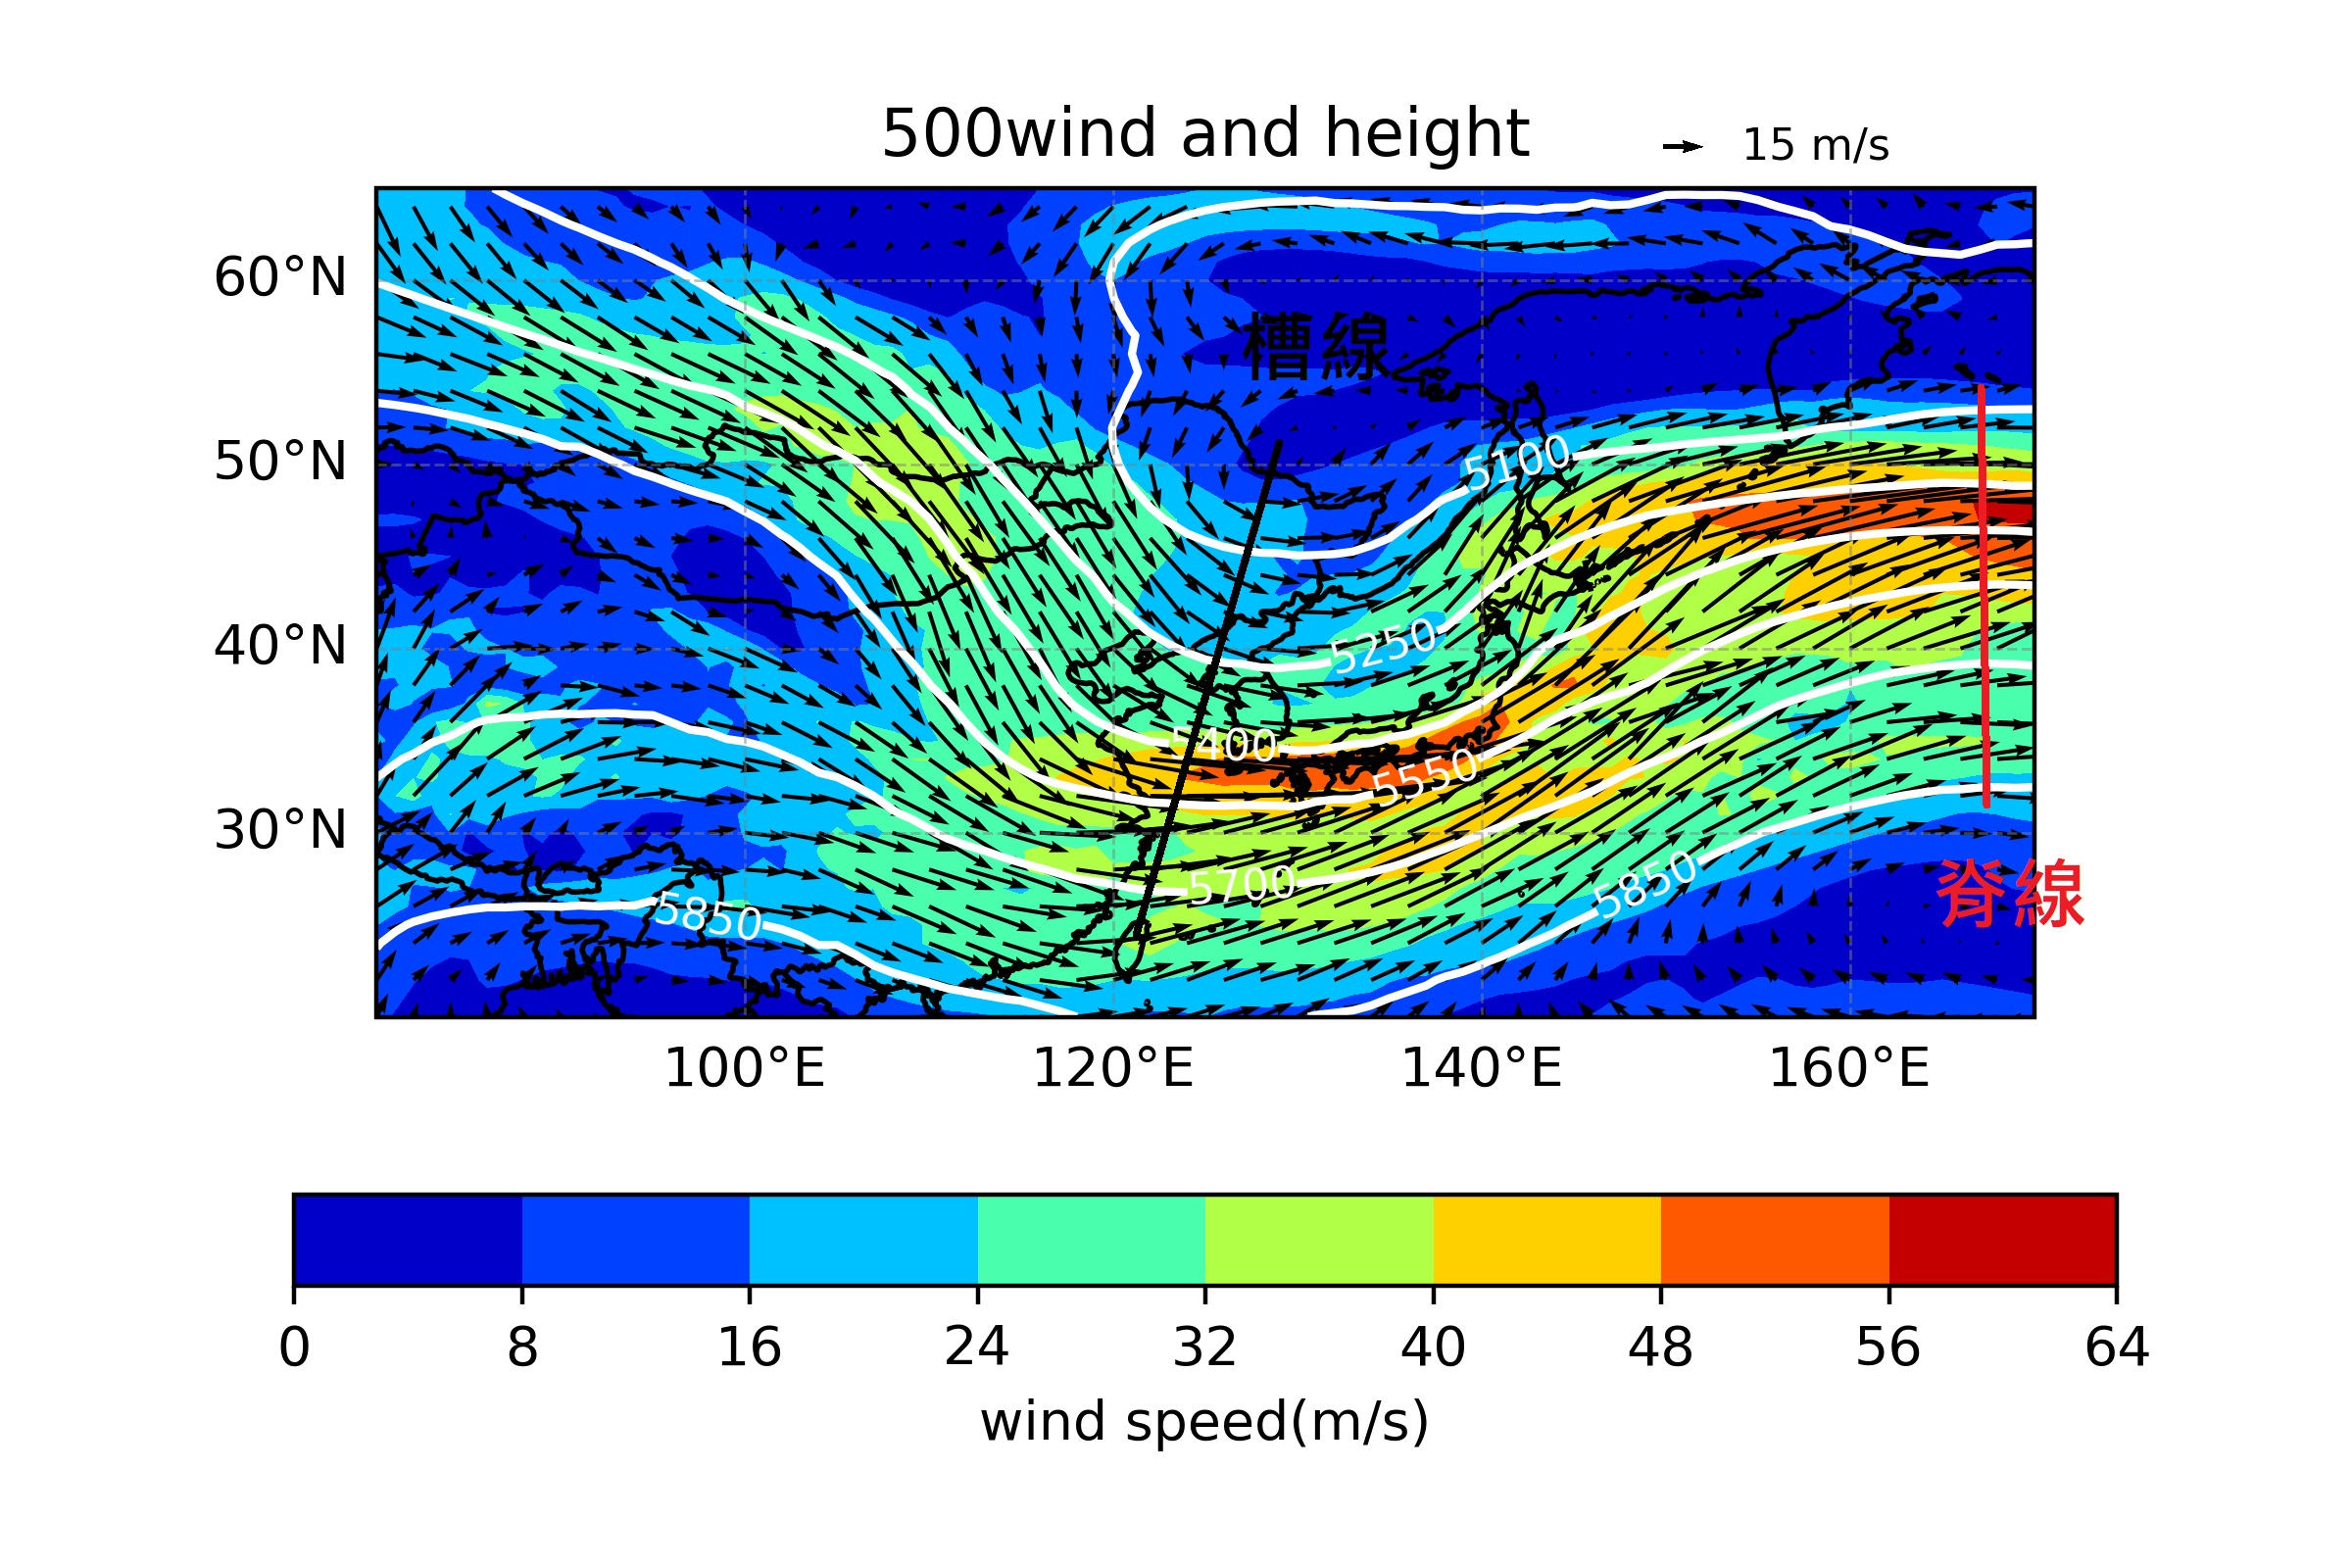 500wind and height
15 m/s
60°N
50°N
40°N
30°N
槽線
5100
5250
5400
5550
5700
5850
5850
脊線
100°E
120°E
140°E
160°E
0 8 16 24 32 40 48 56 64
wind speed(m/s)